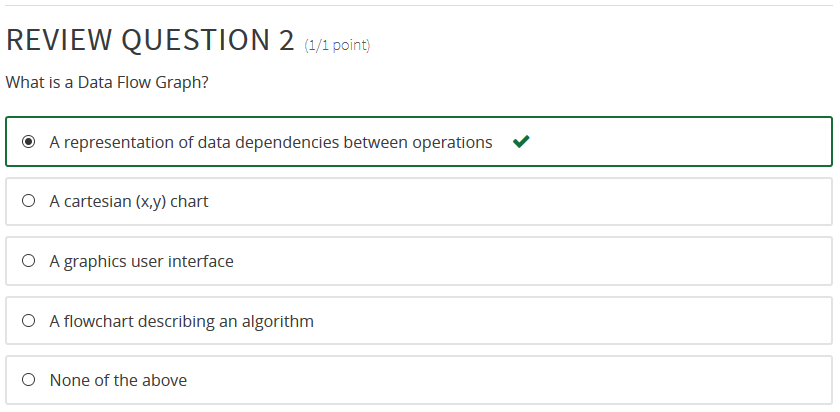 REVIEW QUESTION 2 (1/1 point)
What is a Data Flow Graph?
A representation of data dependencies between operations
A cartesian (x,y) chart
A graphics user interface
A flowchart describing an algorithm
None of the above